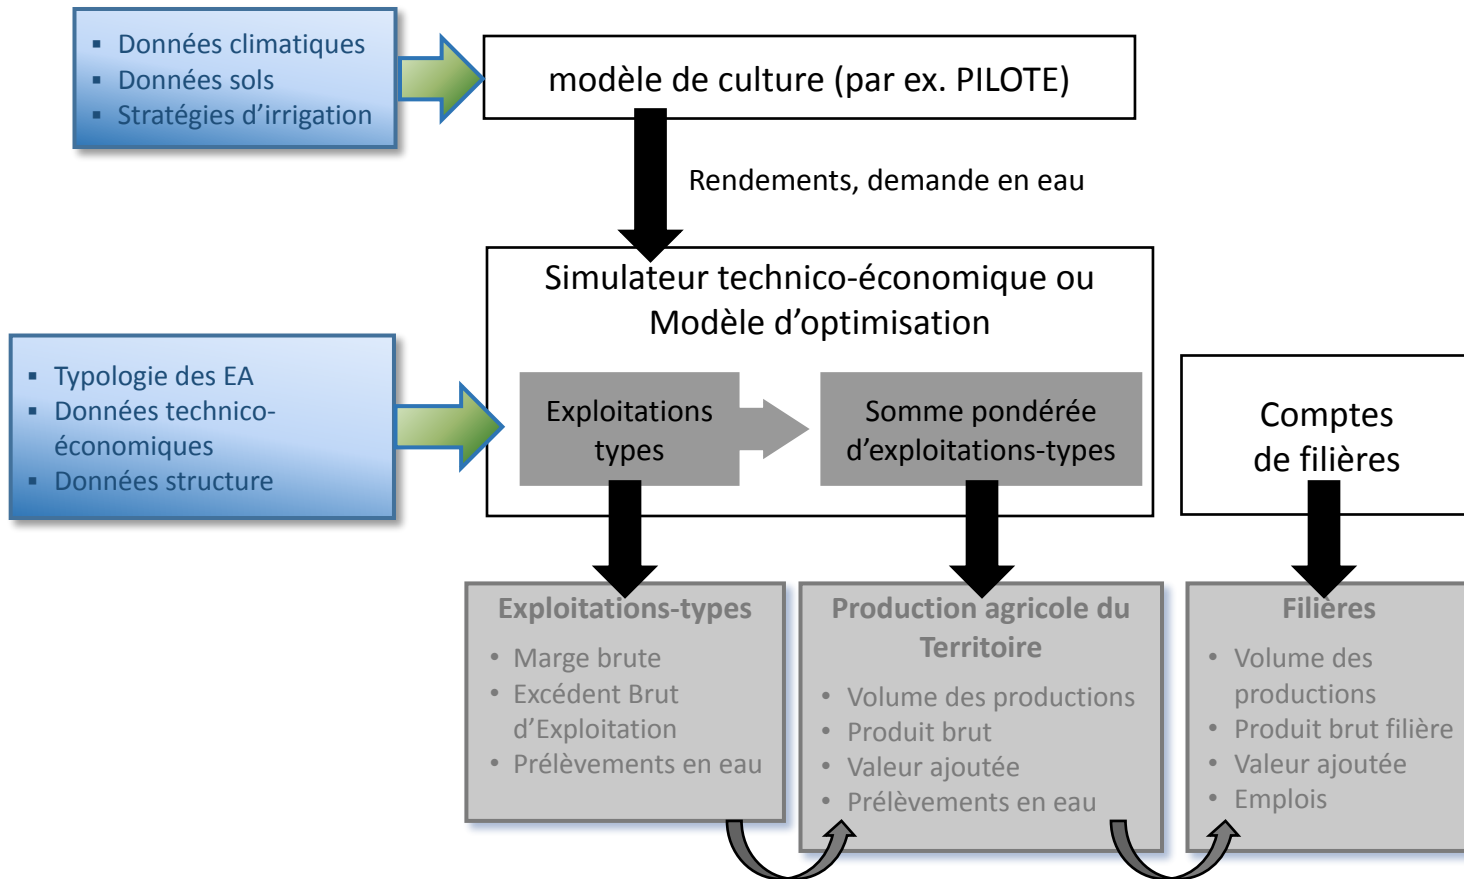 ▪ Données climatiques
▪ Données sols
▪ Stratégies d'irrigation
modèle de culture (par ex. PILOTE)
Rendements, demande en eau
Simulateur technico-économique ou
Modèle d'optimisation
▪ Typologie des EA
▪ Données technico-
économiques
▪ Données structure
Exploitations
types
Somme pondérée
d'exploitations-types
Comptes
de filières
Exploitations-types
• Marge brute
• Excédent Brut
d'Exploitation
• Prélèvements en eau
Production agricole du
Territoire
• Volume des productions
• Produit brut
• Valeur ajoutée
• Prélèvements en eau
Filières
• Volume des
productions
• Produit brut filière
• Valeur ajoutée
• Emplois